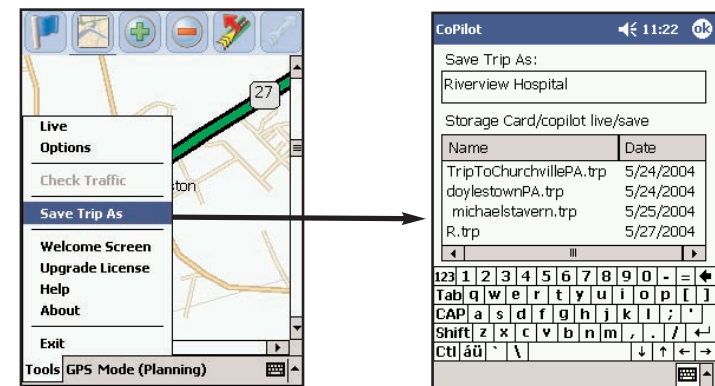 27
ston
Live
Options
Check Traffic
Save Trip As
Welcome Screen
Upgrade License
Help
About
Exit
Tools GPS Mode (Planning)
CoPilot 11:22 ok
Save Trip As:
Riverview Hospital
Storage Card/copilot live/save
Name Date
TripToChurchvillePA.trp 5/24/2004
doylestownPA.trp 5/24/2004
michaelstavern.trp 5/25/2004
R.trp 5/27/2004
123 1 2 3 4 5 6 7 8 9 0 - =
Tab q w e r t y u i o p [ ]
CAP a s d f g h j k l ; '
Shift z x c v b n m , . /
Ctl áü ` \